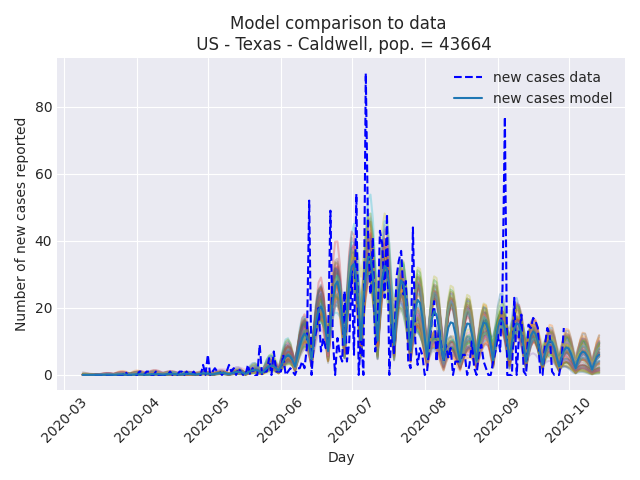 Model comparison to data
US - Texas - Caldwell, pop. = 43664
new cases data
new cases model
Number of new cases reported
80
60
40
20
0
2020-03
2020-04
2020-05
2020-06
2020-07
2020-08
2020-09
2020-10
Day